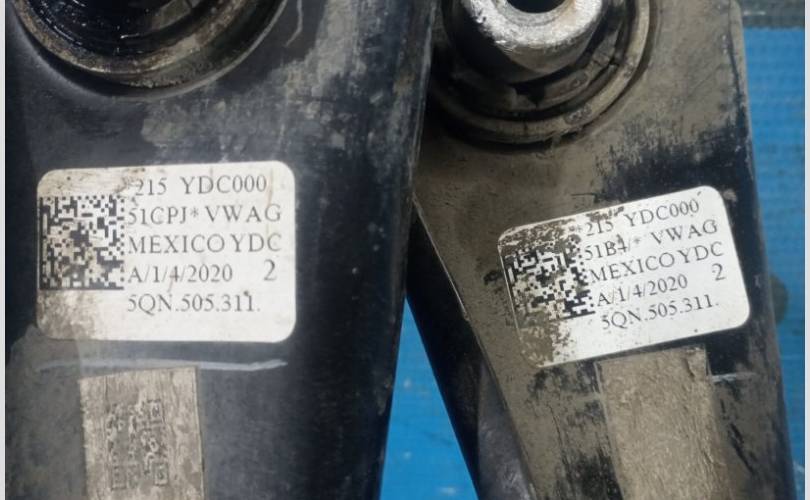 *215 YDC000
51CPJ* VWAG
MEXICO YDC
A/1/4/2020 2
5QN.505.311.
*215 YDC000
MEXICO YDC
A/1/4/2020 2
5QN.505.311.
VWAG